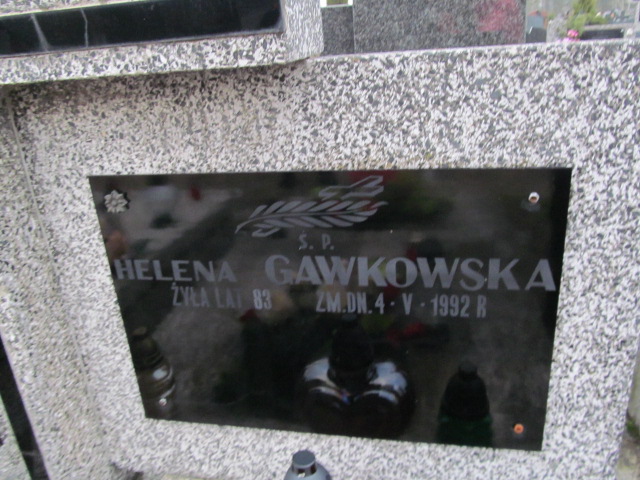 Ś. P.
HELENA GAWKOWSKA
ŻYŁA LAT 83 ZM. DN. 4 · V · 1992 R